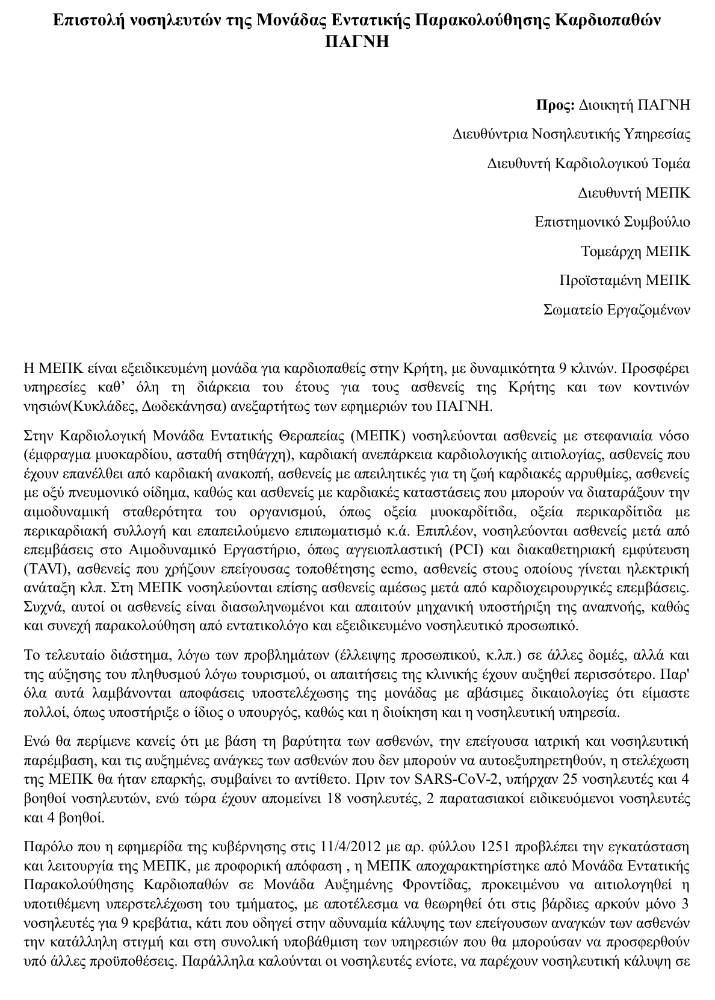 Επιστολή νοσηλευτών της Μονάδας Εντατικής Παρακολούθησης Καρδιοπαθών
ΠΑΓΝΗ
Προς: Διοικητή ΠΑΓΝΗ
Διευθύντρια Νοσηλευτικής Υπηρεσίας
Διευθυντή Καρδιολογικού Τομέα
Διευθυντή ΜΕΠΚ
Επιστημονικό Συμβούλιο
Τομεάρχη ΜΕΠΚ
Προϊσταμένη ΜΕΠΚ
Σωματείο Εργαζομένων
Η ΜΕΠΚ είναι εξειδικευμένη μονάδα για καρδιοπαθείς στην Κρήτη, με δυναμικότητα 9 κλινών. Προσφέρει
υπηρεσίες καθ’ όλη τη διάρκεια του έτους για τους ασθενείς της Κρήτης και των κοντινών
νησιών(Κυκλάδες, Δωδεκάνησα) ανεξαρτήτως των εφημεριών του ΠΑΓΝΗ.
Στην Καρδιολογική Μονάδα Εντατικής Θεραπείας (ΜΕΠΚ) νοσηλεύονται ασθενείς με στεφανιαία νόσο
(έμφραγμα μυοκαρδίου, ασταθή στηθάγχη), καρδιακή ανεπάρκεια καρδιολογικής αιτιολογίας, ασθενείς που
έχουν επανέλθει από καρδιακή ανακοπή, ασθενείς με απειλητικές για τη ζωή καρδιακές αρρυθμίες, ασθενείς
με οξύ πνευμονικό οίδημα, καθώς και ασθενείς με καρδιακές καταστάσεις που μπορούν να διαταράξουν την
αιμοδυναμική σταθερότητα του οργανισμού, όπως οξεία μυοκαρδίτιδα, οξεία περικαρδίτιδα με
περικαρδιακή συλλογή και επαπειλούμενο επιπωματισμό κ.ά. Επιπλέον, νοσηλεύονται ασθενείς μετά από
επεμβάσεις στο Αιμοδυναμικό Εργαστήριο, όπως αγγειοπλαστική (PCI) και διακαθετηριακή εμφύτευση
(TAVI), ασθενείς που χρήζουν επείγουσας τοποθέτησης ecmo, ασθενείς στους οποίους γίνεται ηλεκτρική
ανάταξη κλπ. Στη ΜΕΠΚ νοσηλεύονται επίσης ασθενείς αμέσως μετά από καρδιοχειρουργικές επεμβάσεις.
Συχνά, αυτοί οι ασθενείς είναι διασωληνωμένοι και απαιτούν μηχανική υποστήριξη της αναπνοής, καθώς
και συνεχή παρακολούθηση από εντατικολόγο και εξειδικευμένο νοσηλευτικό προσωπικό.
Το τελευταίο διάστημα, λόγω των προβλημάτων (έλλειψης προσωπικού, κ.λπ.) σε άλλες δομές, αλλά και
της αύξησης του πληθυσμού λόγω τουρισμού, οι απαιτήσεις της κλινικής έχουν αυξηθεί περισσότερο. Παρ'
όλα αυτά λαμβάνονται αποφάσεις υποστελέχωσης της μονάδας με αβάσιμες δικαιολογίες ότι είμαστε
πολλοί, όπως υποστήριξε ο ίδιος ο υπουργός, καθώς και η διοίκηση και η νοσηλευτική υπηρεσία.
Ενώ θα περίμενε κανείς ότι με βάση τη βαρύτητα των ασθενών, την επείγουσα ιατρική και νοσηλευτική
παρέμβαση, και τις αυξημένες ανάγκες των ασθενών που δεν μπορούν να αυτοεξυπηρετηθούν, η στελέχωση
της ΜΕΠΚ θα ήταν επαρκής, συμβαίνει το αντίθετο. Πριν τον SARS-CoV-2, υπήρχαν 25 νοσηλευτές και 4
βοηθοί νοσηλευτών, ενώ τώρα έχουν απομείνει 18 νοσηλευτές, 2 παρατασιακοί ειδικευόμενοι νοσηλευτές
και 4 βοηθοί.
Παρόλο που η εφημερίδα της κυβέρνησης στις 11/4/2012 με αρ. φύλλου 1251 προβλέπει την εγκατάσταση
και λειτουργία της ΜΕΠΚ, με προφορική απόφαση , η ΜΕΠΚ αποχαρακτηρίστηκε από Μονάδα Εντατικής
Παρακολούθησης Καρδιοπαθών σε Μονάδα Αυξημένης Φροντίδας, προκειμένου να αιτιολογηθεί η
υποτιθέμενη υπερστελέχωση του τμήματος, με αποτέλεσμα να θεωρηθεί ότι στις βάρδιες αρκούν μόνο 3
νοσηλευτές για 9 κρεβάτια, κάτι που οδηγεί στην αδυναμία κάλυψης των επείγουσων αναγκών των ασθενών
την κατάλληλη στιγμή και στη συνολική υποβάθμιση των υπηρεσιών που θα μπορούσαν να προσφερθούν
υπό άλλες προϋποθέσεις. Παράλληλα καλούνται οι νοσηλευτές ενίοτε, να παρέχουν νοσηλευτική κάλυψη σε